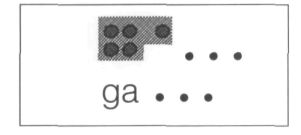 ⠛⠁ . . .
ga . . .